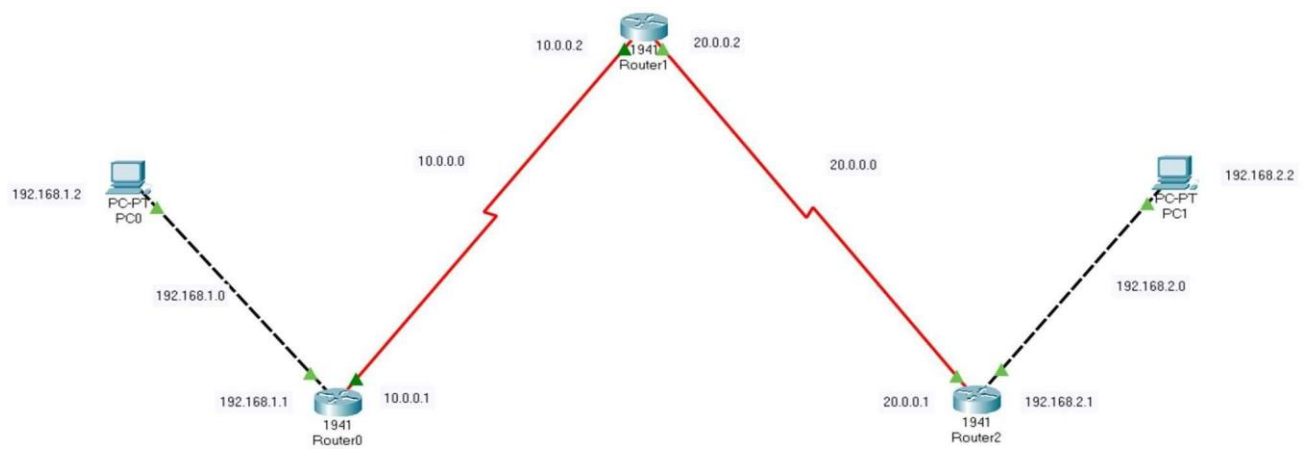 10.0.0.2
20.0.0.2
1941
Router1
10.0.0.0
20.0.0.0
192.168.1.2
PC-PT
PC0
PC-PT
PC1
192.168.2.2
192.168.1.0
192.168.2.0
192.168.1.1
10.0.0.1
1941
Router0
20.0.0.1
192.168.2.1
1941
Router2